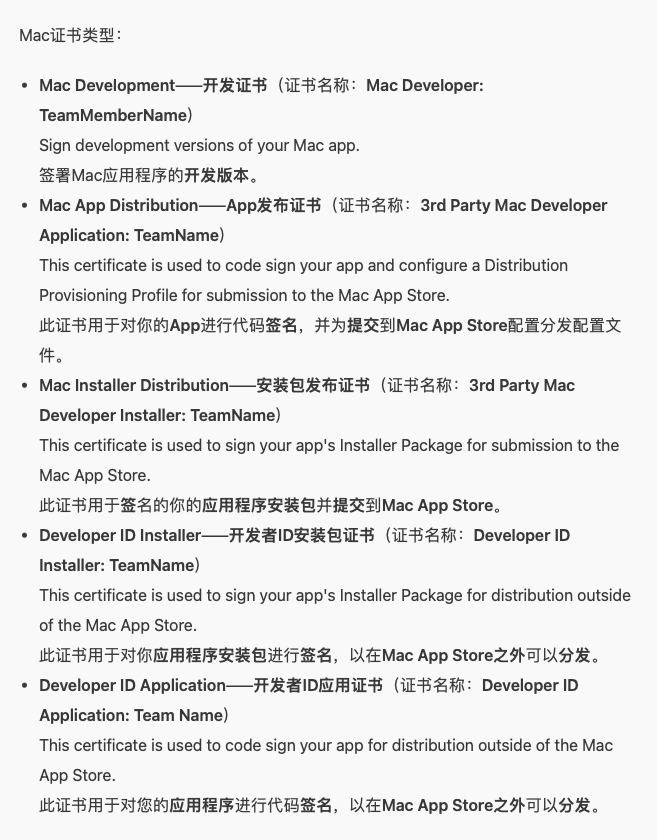 Mac证书类型：
• Mac Development——开发证书（证书名称：Mac Developer:
TeamMemberName）
Sign development versions of your Mac app.
签署Mac应用程序的开发版本。
• Mac App Distribution——App发布证书（证书名称：3rd Party Mac Developer
Application: TeamName）
This certificate is used to code sign your app and configure a Distribution
Provisioning Profile for submission to the Mac App Store.
此证书用于对你的App进行代码签名，并为提交到Mac App Store配置分发配置文
件。
• Mac Installer Distribution——安装包发布证书（证书名称：3rd Party Mac
Developer Installer: TeamName）
This certificate is used to sign your app's Installer Package for submission to the
Mac App Store.
此证书用于签名的你的应用程序安装包并提交到Mac App Store。
• Developer ID Installer——开发者ID安装包证书（证书名称：Developer ID
Installer: TeamName）
This certificate is used to sign your app's Installer Package for distribution outside
of the Mac App Store.
此证书用于对你应用程序安装包进行签名，以在Mac App Store之外可以分发。
• Developer ID Application——开发者ID应用证书（证书名称：Developer ID
Application: Team Name）
This certificate is used to code sign your app for distribution outside of the Mac
App Store.
此证书用于对您的应用程序进行代码签名，以在Mac App Store之外可以分发。